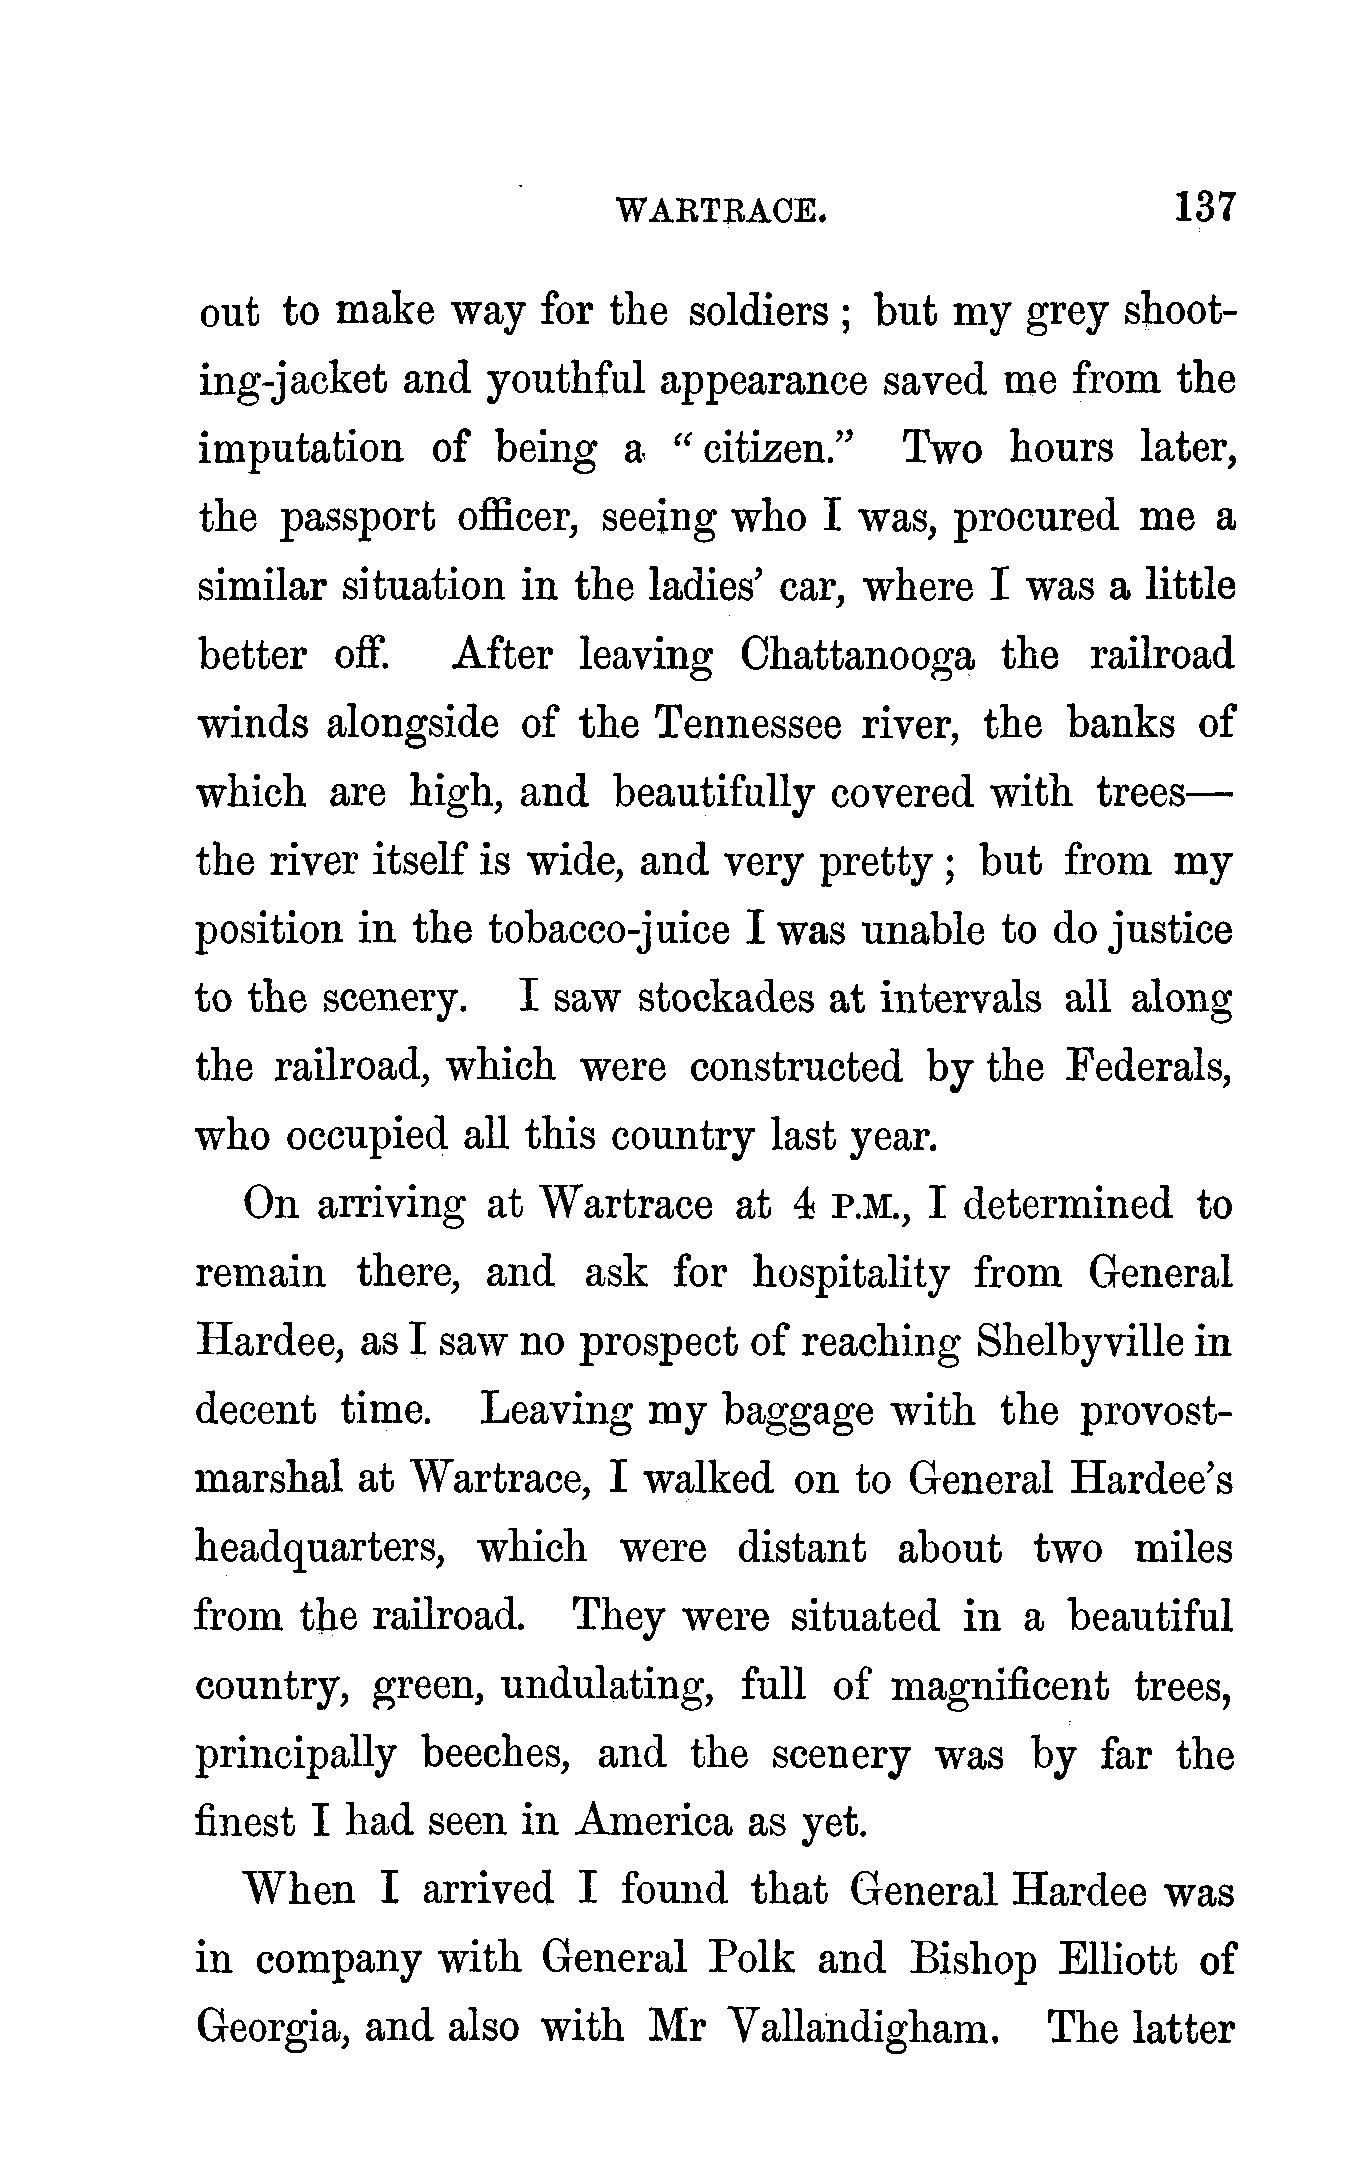 WARTRACE. 137
out to make way for the soldiers ; but my grey shoot-
ing-jacket and youthful appearance saved me from the
imputation of being a “ citizen.” Two hours later,
the passport officer, seeing who I was, procured me a
similar situation in the ladies’ car, where I was a little
better off. After leaving Chattanooga the railroad
winds alongside of the Tennessee river, the banks of
which are high, and beautifully covered with trees—
the river itself is wide, and very pretty ; but from my
position in the tobacco-juice I was unable to do justice
to the scenery. I saw stockades at intervals all along
the railroad, which were constructed by the Federals,
who occupied all this country last year.
On arriving at Wartrace at 4 P.M., I determined to
remain there, and ask for hospitality from General
Hardee, as I saw no prospect of reaching Shelbyville in
decent time. Leaving my baggage with the provost-
marshal at Wartrace, I walked on to General Hardee’s
headquarters, which were distant about two miles
from the railroad. They were situated in a beautiful
country, green, undulating, full of magnificent trees,
principally beeches, and the scenery was by far the
finest I had seen in America as yet.
When I arrived I found that General Hardee was
in company with General Polk and Bishop Elliott of
Georgia, and also with Mr Vallandigham. The latter